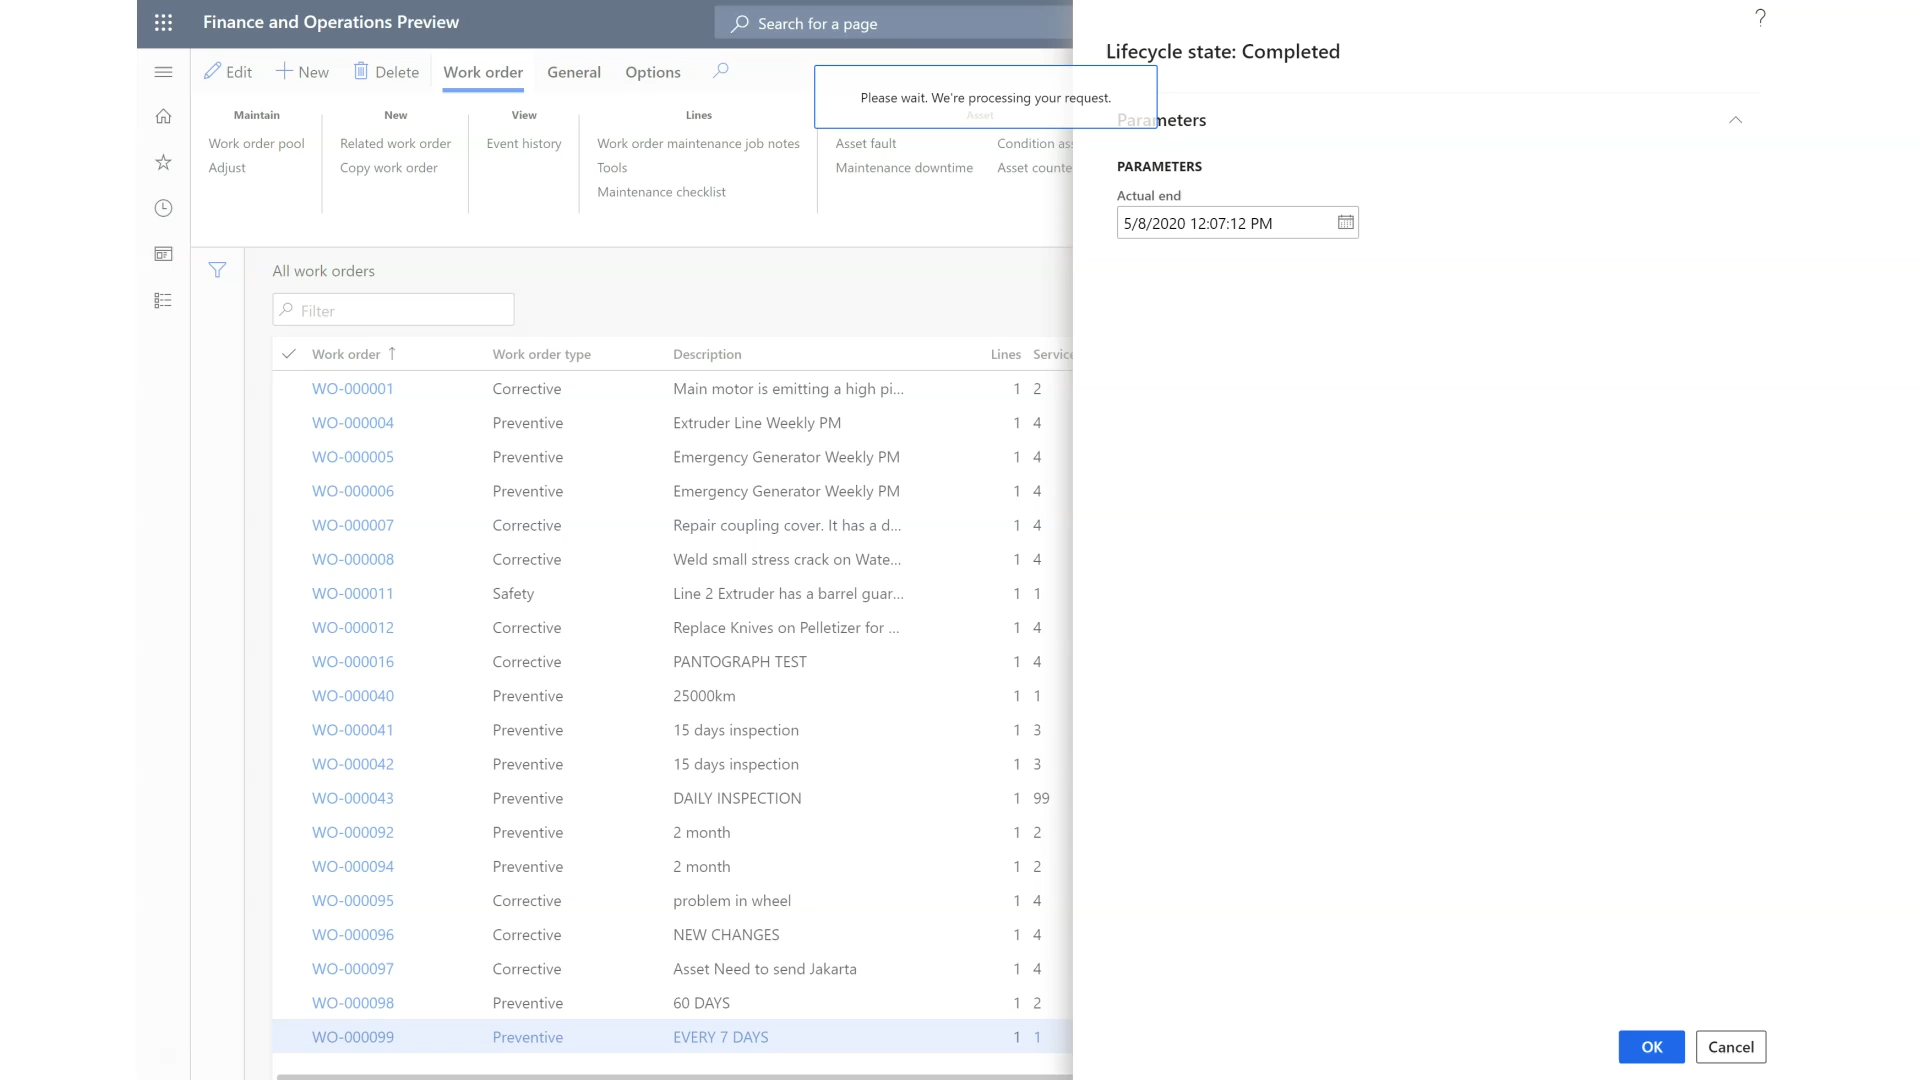 Finance and Operations Preview
Search for a page
?
Edit
New
Delete
Work order
General
Options
Please wait. We're processing your request.
Lifecycle state: Completed
Maintain
New
View
Lines
Asset
Work order pool
Related work order
Event history
Work order maintenance job notes
Asset fault
Condition ass
Adjust
Copy work order
Tools
Maintenance downtime
Asset counte
Maintenance checklist
Parameters
PARAMETERS
Actual end
5/8/2020 12:07:12 PM
All work orders
Filter
Work order ↑ Work order type Description Lines Service
WO-000001 Corrective Main motor is emitting a high pi... 1 2
WO-000004 Preventive Extruder Line Weekly PM 1 4
WO-000005 Preventive Emergency Generator Weekly PM 1 4
WO-000006 Preventive Emergency Generator Weekly PM 1 4
WO-000007 Corrective Repair coupling cover. It has a d... 1 4
WO-000008 Corrective Weld small stress crack on Wate... 1 4
WO-000011 Safety Line 2 Extruder has a barrel guar... 1 1
WO-000012 Corrective Replace Knives on Pelletizer for ... 1 4
WO-000016 Corrective PANTOGRAPH TEST 1 4
WO-000040 Preventive 25000km 1 1
WO-000041 Preventive 15 days inspection 1 3
WO-000042 Preventive 15 days inspection 1 3
WO-000043 Preventive DAILY INSPECTION 1 99
WO-000092 Preventive 2 month 1 2
WO-000094 Preventive 2 month 1 2
WO-000095 Corrective problem in wheel 1 4
WO-000096 Corrective NEW CHANGES 1 4
WO-000097 Corrective Asset Need to send Jakarta 1 4
WO-000098 Preventive 60 DAYS 1 2
WO-000099 Preventive EVERY 7 DAYS 1 1
OK
Cancel